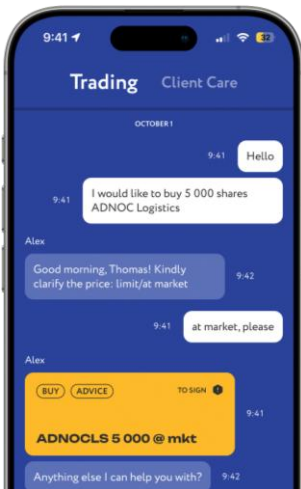 9:41
32
Trading Client Care
OCTOBER 1
9:41 Hello
9:41 I would like to buy 5 000 shares
ADNOC Logistics
Alex
Good morning, Thomas! Kindly
clarify the price: limit/at market
9:42
9:41 at market, please
Alex
BUY ADVICE TO SIGN
9:41
ADNOCLS 5 000 @ mkt
Anything else I can help you with? 9:42